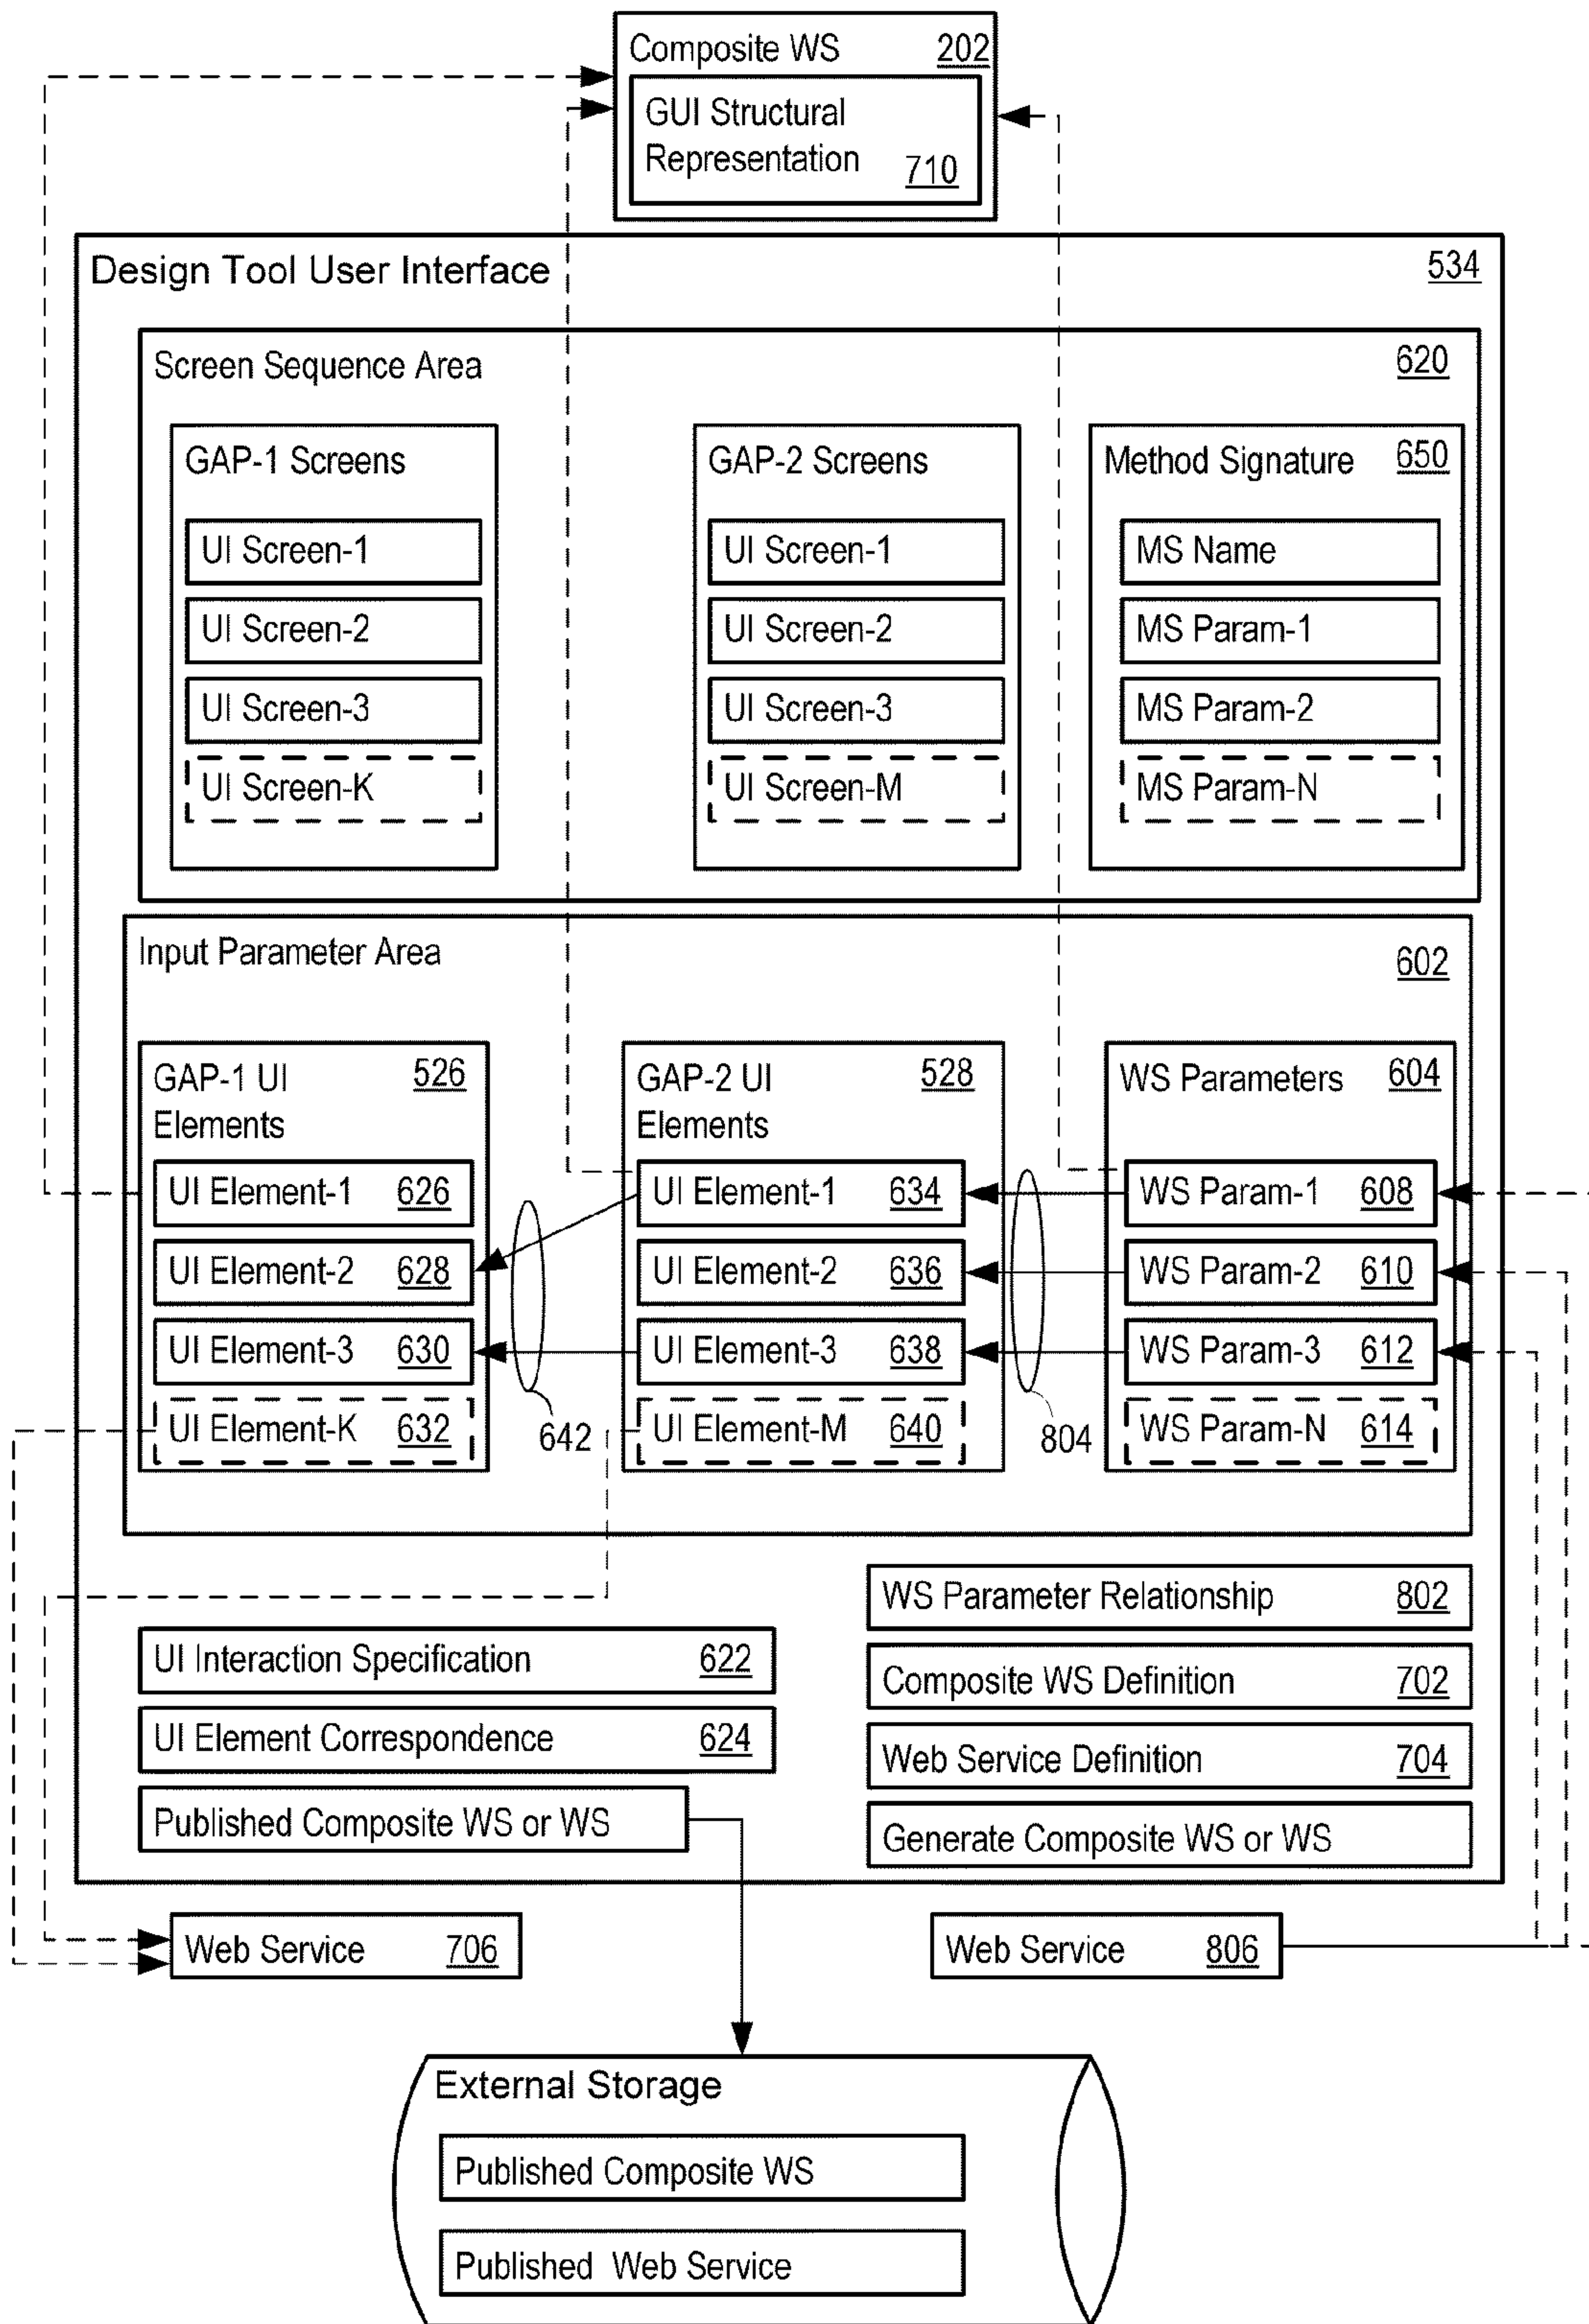 Composite WS 202
GUI Structural
Representation 710
Design Tool User Interface 534
Screen Sequence Area 620
GAP-1 Screens
UI Screen-1
UI Screen-2
UI Screen-3
UI Screen-K
GAP-2 Screens
UI Screen-1
UI Screen-2
UI Screen-3
UI Screen-M
Method Signature 650
MS Name
MS Param-1
MS Param-2
MS Param-N
Input Parameter Area 602
GAP-1 UI 526
Elements
UI Element-1 626
UI Element-2 628
UI Element-3 630
UI Element-K 632
642
GAP-2 UI 528
Elements
UI Element-1 634
UI Element-2 636
UI Element-3 638
UI Element-M 640
804
WS Parameters 604
WS Param-1 608
WS Param-2 610
WS Param-3 612
WS Param-N 614
UI Interaction Specification 622
UI Element Correspondence 624
Published Composite WS or WS
WS Parameter Relationship 802
Composite WS Definition 702
Web Service Definition 704
Generate Composite WS or WS
Web Service 706
Web Service 806
External Storage
Published Composite WS
Published Web Service